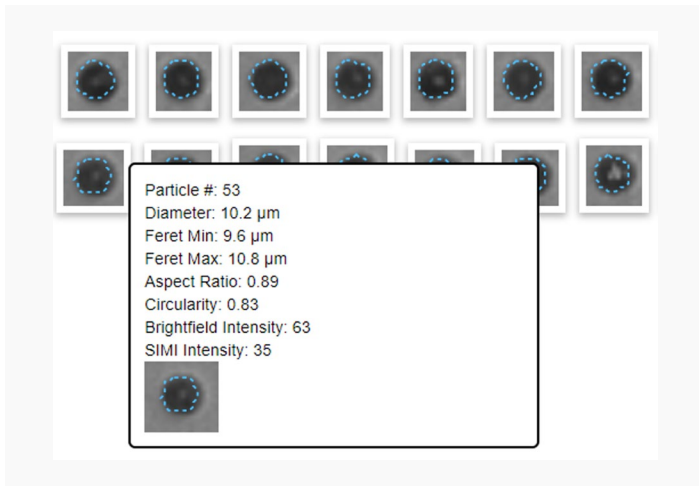 Particle #: 53
Diameter: 10.2 µm
Feret Min: 9.6 µm
Feret Max: 10.8 µm
Aspect Ratio: 0.89
Circularity: 0.83
Brightfield Intensity: 63
SIMI Intensity: 35